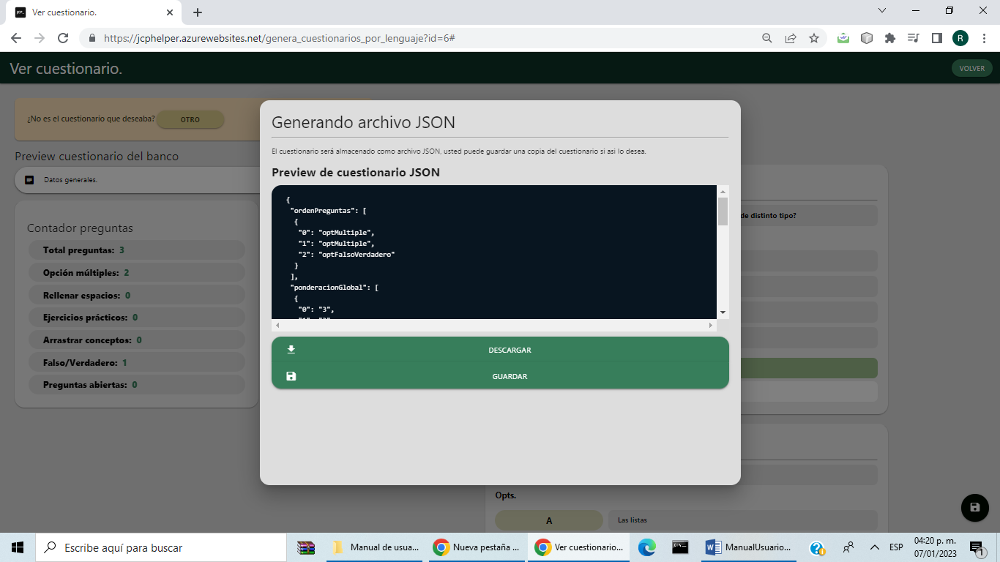 Ver cuestionario.
https://jcphelper.azurewebsites.net/genera_cuestionarios_por_lenguaje?id=6#
R
Ver cuestionario.
VOLVER
¿No es el cuestionario que deseaba? OTRO
Preview cuestionario del banco
Datos generales.
Contador preguntas
Total preguntas: 3
Opción múltiples: 2
Rellenar espacios: 0
Ejercicios prácticos: 0
Arrastrar conceptos: 0
Falso/Verdadero: 1
Preguntas abiertas: 0
Generando archivo JSON
El cuestionario será almacenado como archivo JSON, usted puede guardar una copia del cuestionario si asi lo desea.
Preview de cuestionario JSON
{
"ordenPreguntas": [
{
"0": "optMultiple",
"1": "optMultiple",
"2": "optFalsoVerdadero"
}
],
"ponderacionGlobal": [
{
"0": "3",
DESCARGAR
GUARDAR
de distinto tipo?
Opts.
A
Las listas
Escribe aquí para buscar
Manual de usua...
Nueva pestaña ...
Ver cuestionario...
ManualUsuario...
ESP
04:20 p. m.
07/01/2023
1